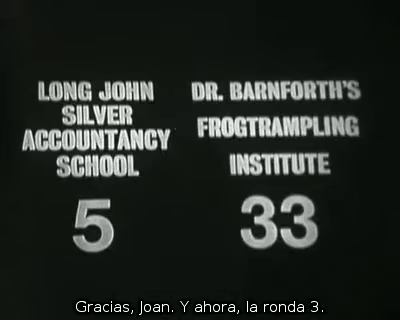 LONG JOHN
SILVER
ACCOUNTANCY
SCHOOL
5
DR. BARNFORTH'S
FROGTRAMPLING
INSTITUTE
33
Gracias, Joan. Y ahora, la ronda 3.